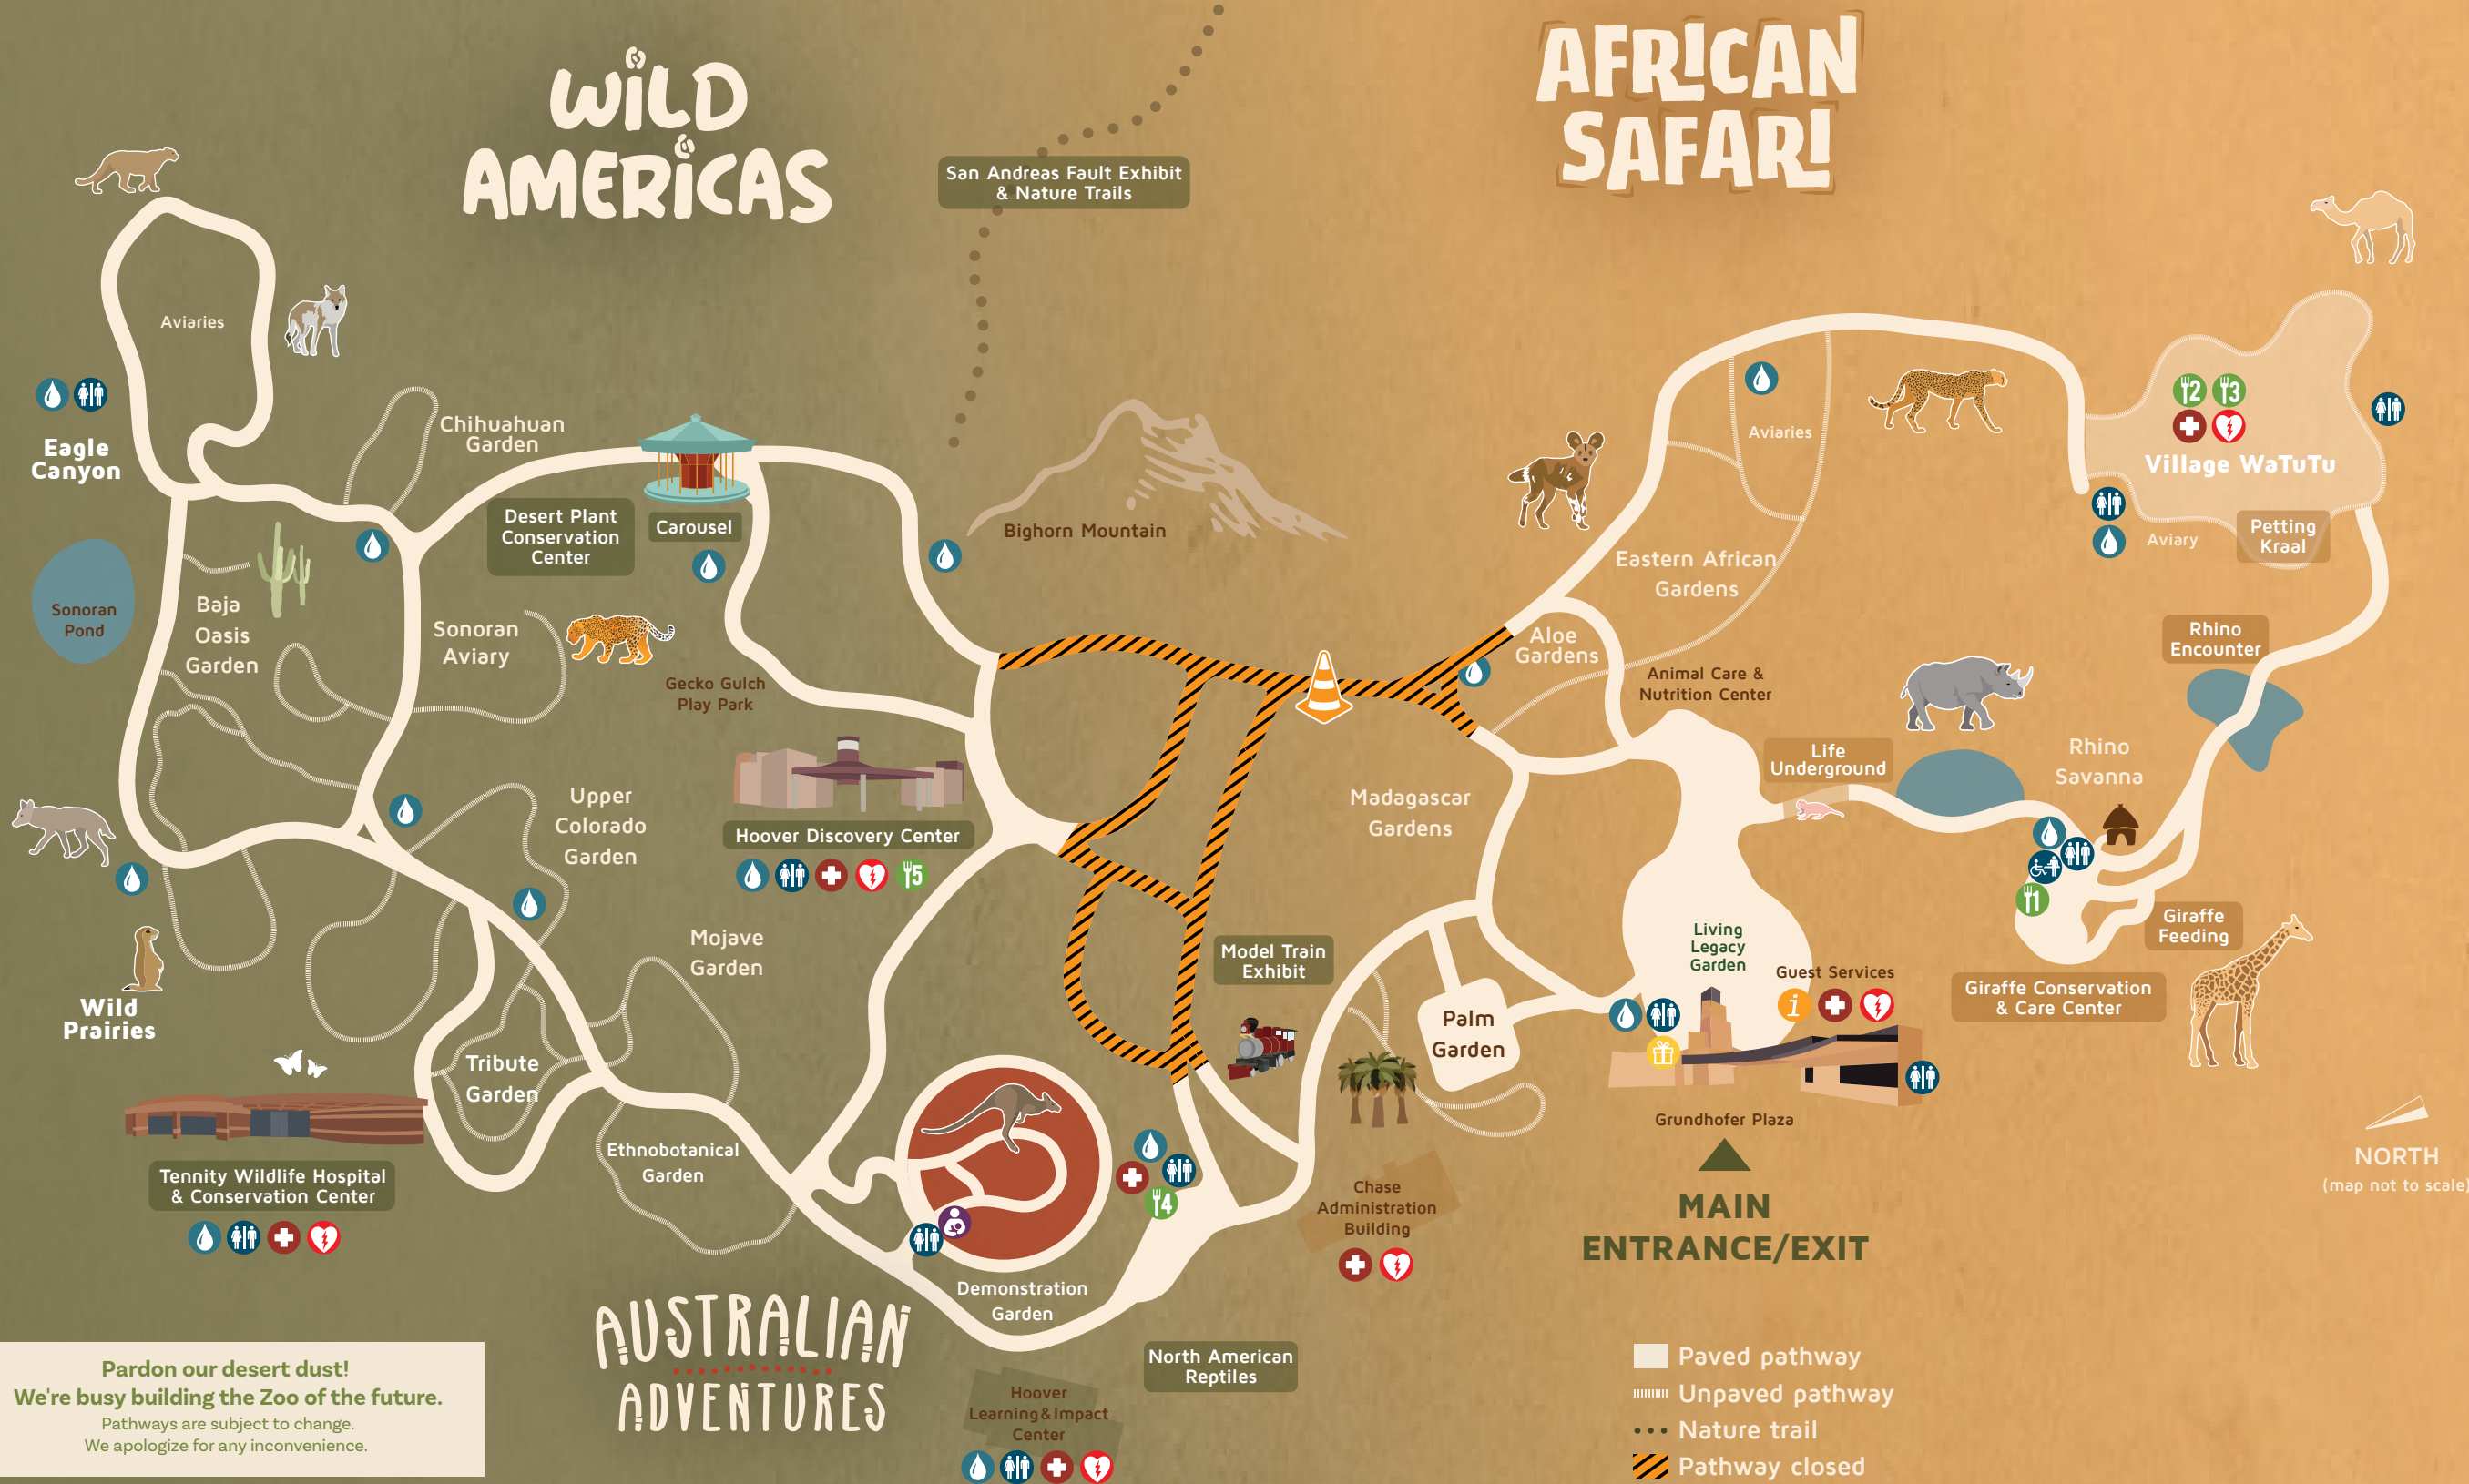 WiLD
AMERiCAS
AFRICAN
SAFARI
San Andreas Fault Exhibit
& Nature Trails
Aviaries
Eagle
Canyon
Chihuahuan
Garden
Desert Plant
Conservation
Center
Carousel
Bighorn Mountain
Aviaries
2
3
Village WaTuTu
Petting
Kraal
Aviary
Sonoran
Pond
Baja
Oasis
Garden
Sonoran
Aviary
Gecko Gulch
Play Park
Eastern African
Gardens
Aloe
Gardens
Animal Care &
Nutrition Center
Rhino
Encounter
Life
Underground
Rhino
Savanna
Upper
Colorado
Garden
Hoover Discovery Center
5
Madagascar
Gardens
1
Giraffe
Feeding
Giraffe Conservation
& Care Center
Mojave
Garden
Model Train
Exhibit
Living
Legacy
Garden
Guest Services
i
Wild
Prairies
Palm
Garden
Tribute
Garden
Grundhofer Plaza
MAIN
ENTRANCE/EXIT
NORTH
(map not to scale)
Ethnobotanical
Garden
Tennity Wildlife Hospital
& Conservation Center
4
Chase
Administration
Building
Demonstration
Garden
AUSTRALIAN
ADVENTURES
North American
Reptiles
Hoover
Learning & Impact
Center
Pardon our desert dust!
We're busy building the Zoo of the future.
Pathways are subject to change.
We apologize for any inconvenience.
Paved pathway
Unpaved pathway
Nature trail
Pathway closed